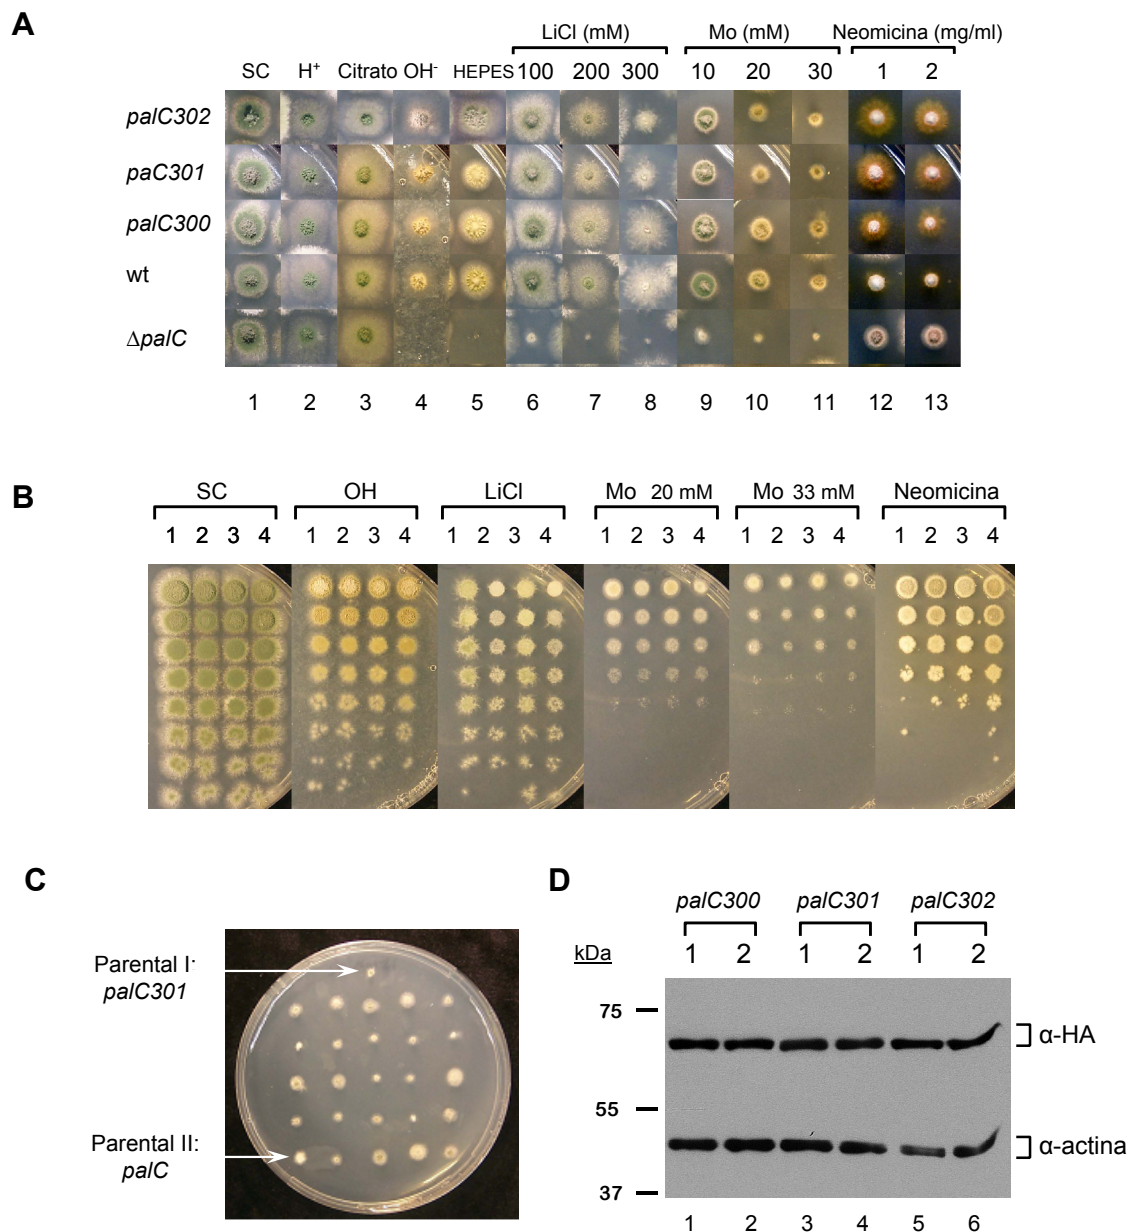 A
LiCl (mM) Mo (mM) Neomicina (mg/ml)
SC H+ Citrato OH- HEPES 100 200 300 10 20 30 1 2
palC302
paC301
palC300
wt
ΔpalC
1 2 3 4 5 6 7 8 9 10 11 12 13
B
SC OH LiCl Mo 20 mM Mo 33 mM Neomicina
1 2 3 4 1 2 3 4 1 2 3 4 1 2 3 4 1 2 3 4 1 2 3 4
C
Parental I:
palC301
Parental II:
palC
D
palC300 palC301 palC302
kDa 1 2 1 2 1 2
75
α-HA
55
α-actina
37
1 2 3 4 5 6